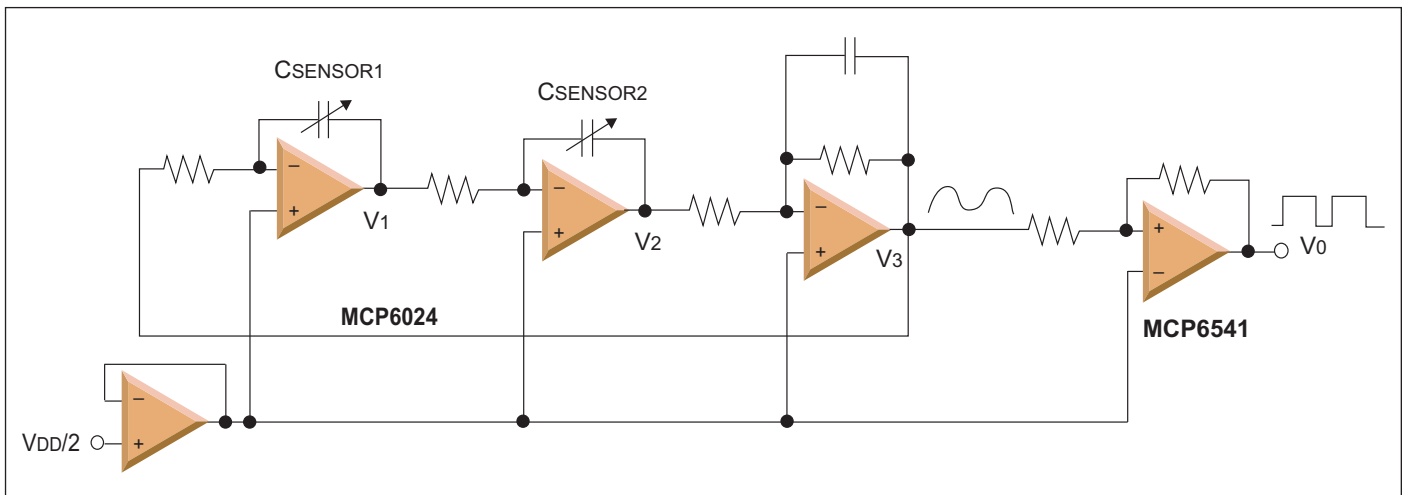 CSENSOR1
CSENSOR2
−
+
V1
−
+
V2
−
+
V3
+
−
V0
MCP6024
MCP6541
−
+
VDD/2